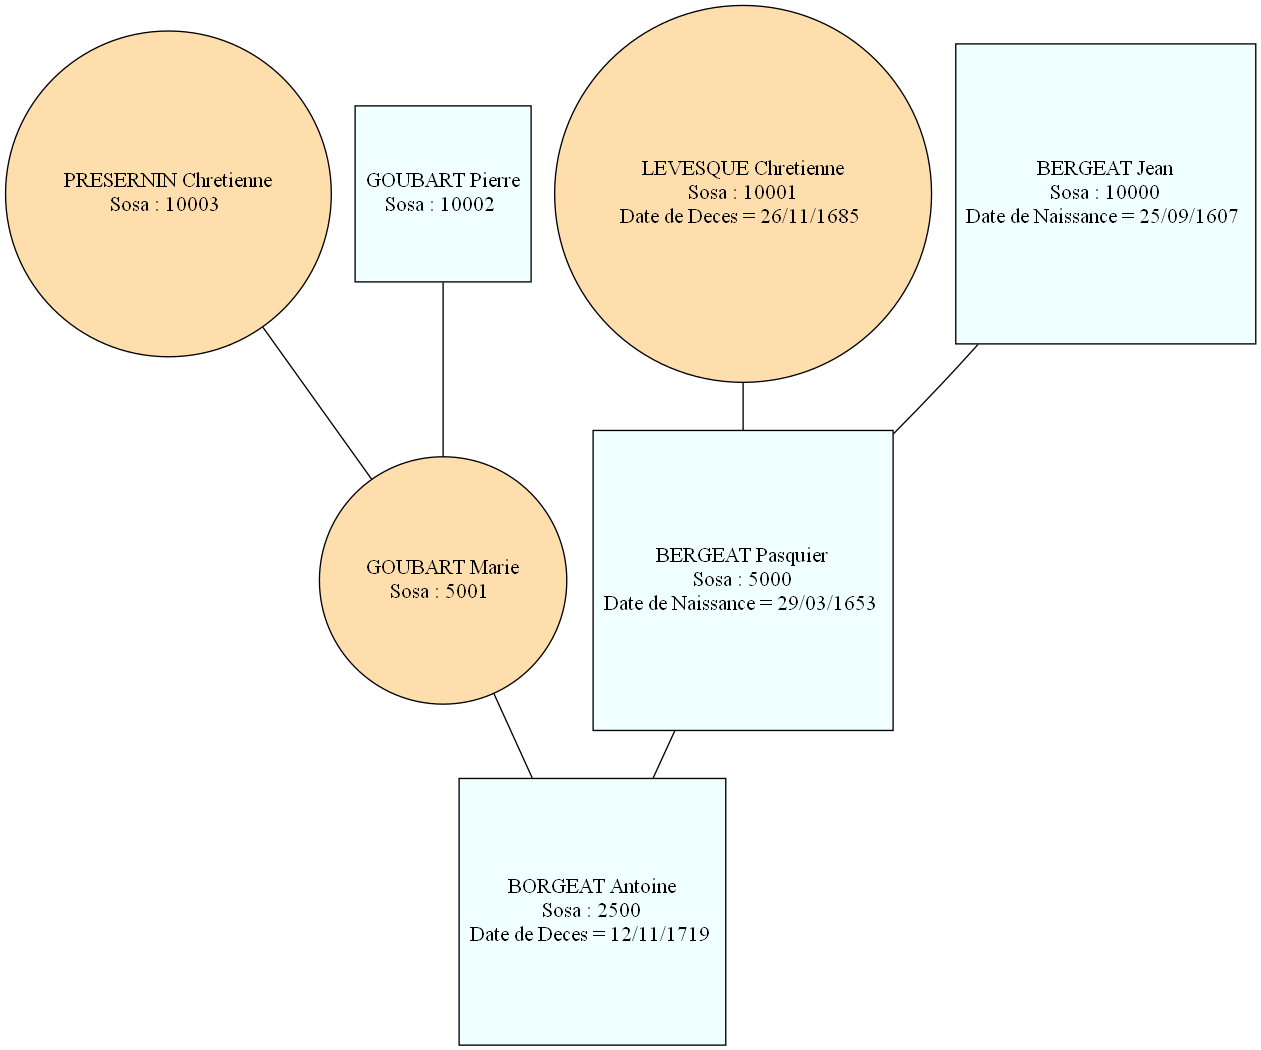 PRESERNIN Chretienne
Sosa : 10003
GOUBART Pierre
Sosa : 10002
LEVESQUE Chretienne
Sosa : 10001
Date de Deces = 26/11/1685
BERGEAT Jean
Sosa : 10000
Date de Naissance = 25/09/1607
GOUBART Marie
Sosa : 5001
BERGEAT Pasquier
Sosa : 5000
Date de Naissance = 29/03/1653
BORGEAT Antoine
Sosa : 2500
Date de Deces = 12/11/1719